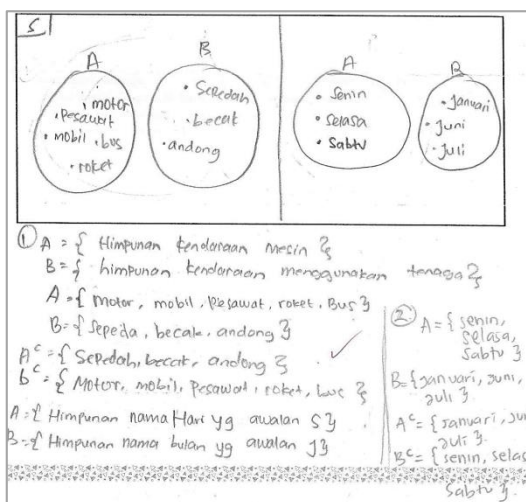 5
A
motor
Pesawat
mobil . bus
roket
B
Sepedah
becak
andong
A
Senin
Selasa
Sabtu
B
Januari
Juni
Juli
① A = { Himpunan kendaraan mesin }
B = { himpunan kendaraan menggunakan tenaga }
A = { motor, mobil, Pesawat, roket, Bus }
B = { Sepeda, becak, andong }
A^c = { Sepedah, becak, andong }
B^c = { Motor, mobil, Pesawat, roket, bus }
A = { Himpunan nama Hari yg awalan S }
B = { Himpunan nama bulan yg awalan J }
② A = { senin,
selasa,
Sabtu }
B = { Januari, Juni,
Juli }
A^c = { Januari, Jun
Juli }
B^c = { senin, selas
Sabtu }